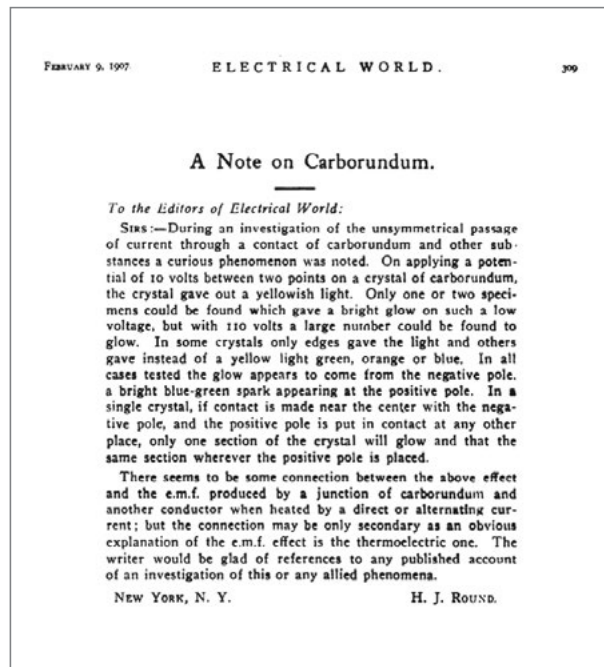 FEBRUARY 9, 1907. ELECTRICAL WORLD. 309
A Note on Carborundum.
To the Editors of Electrical World:
SIRS:—During an investigation of the unsymmetrical passage
of current through a contact of carborundum and other sub-
stances a curious phenomenon was noted. On applying a poten-
tial of 10 volts between two points on a crystal of carborundum,
the crystal gave out a yellowish light. Only one or two speci-
mens could be found which gave a bright glow on such a low
voltage, but with 110 volts a large number could be found to
glow. In some crystals only edges gave the light and others
gave instead of a yellow light green, orange or blue. In all
cases tested the glow appears to come from the negative pole,
a bright blue-green spark appearing at the positive pole. In a
single crystal, if contact is made near the center with the nega-
tive pole, and the positive pole is put in contact at any other
place, only one section of the crystal will glow and that the
same section wherever the positive pole is placed.
There seems to be some connection between the above effect
and the e.m.f. produced by a junction of carborundum and
another conductor when heated by a direct or alternating cur-
rent; but the connection may be only secondary as an obvious
explanation of the e.m.f. effect is the thermoelectric one. The
writer would be glad of references to any published account
of an investigation of this or any allied phenomena.
NEW YORK, N. Y. H. J. ROUND.